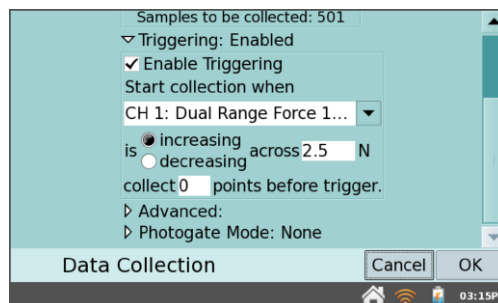 Samples to be collected: 501
Triggering: Enabled
Enable Triggering
Start collection when
CH 1: Dual Range Force 1...
is increasing
decreasing across 2.5 N
collect 0 points before trigger.
Advanced:
Photogate Mode: None
Data Collection Cancel OK
03:15P